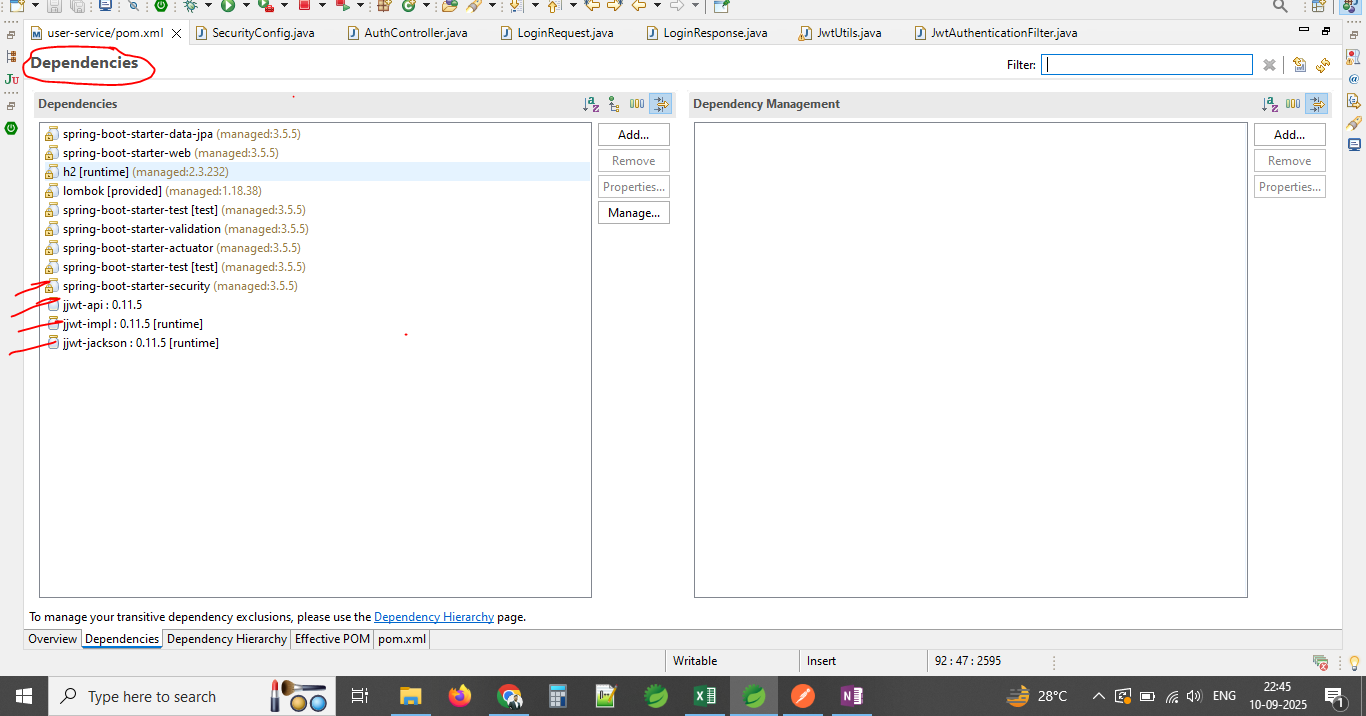 user-service/pom.xml SecurityConfig.java AuthController.java LoginRequest.java LoginResponse.java JwtUtils.java JwtAuthenticationFilter.java
Dependencies
Filter:
Dependencies
spring-boot-starter-data-jpa (managed:3.5.5)
spring-boot-starter-web (managed:3.5.5)
h2 [runtime] (managed:2.3.232)
lombok [provided] (managed:1.18.38)
spring-boot-starter-test [test] (managed:3.5.5)
spring-boot-starter-validation (managed:3.5.5)
spring-boot-starter-actuator (managed:3.5.5)
spring-boot-starter-test [test] (managed:3.5.5)
spring-boot-starter-security (managed:3.5.5)
jjwt-api : 0.11.5
jjwt-impl : 0.11.5 [runtime]
jjwt-jackson : 0.11.5 [runtime]
Add...
Remove
Properties...
Manage...
Dependency Management
Add...
Remove
Properties...
To manage your transitive dependency exclusions, please use the Dependency Hierarchy page.
Overview Dependencies Dependency Hierarchy Effective POM pom.xml
Writable Insert 92 : 47 : 2595
Type here to search
28°C
ENG
22:45
10-09-2025
1